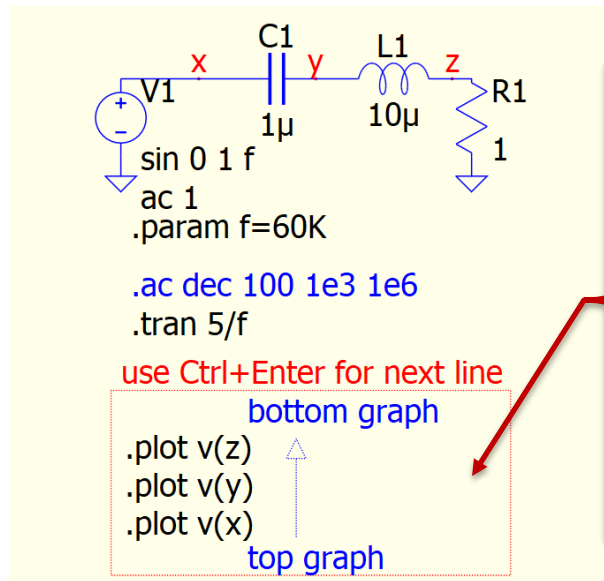 C1
x
y
L1
z
V1
R1
1µ
10µ
1
sin 0 1 f
ac 1
.param f=60K
.ac dec 100 1e3 1e6
.tran 5/f
use Ctrl+Enter for next line
bottom graph
.plot v(z)
.plot v(y)
.plot v(x)
top graph